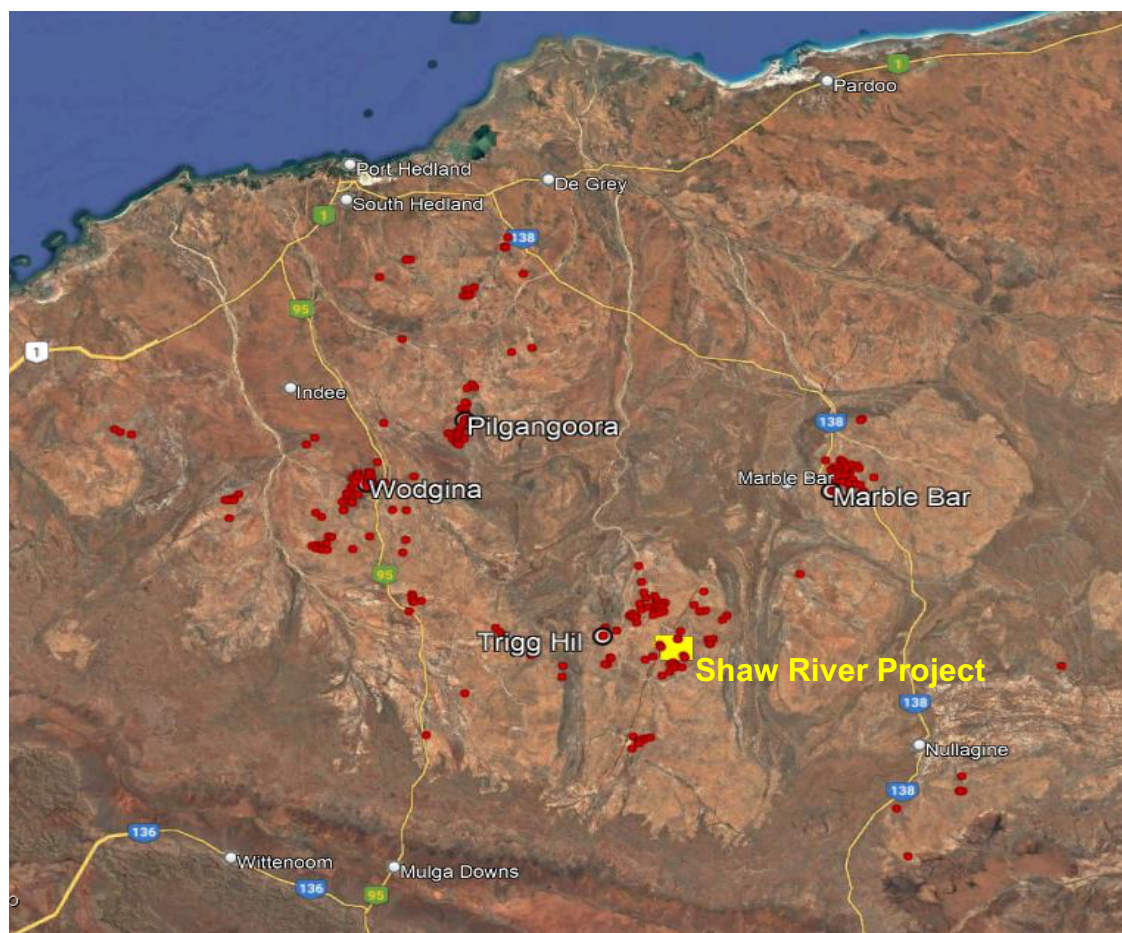 1
Pardoo
Port Hedland
De Grey
South Hedland
1
138
95
1
Indee
138
Pilgangoora
Marble Bar
Wodgina
Marble Bar
95
Trigg Hil
Shaw River Project
138
Nullagine
138
136
Wittenoom
Mulga Downs
136
95